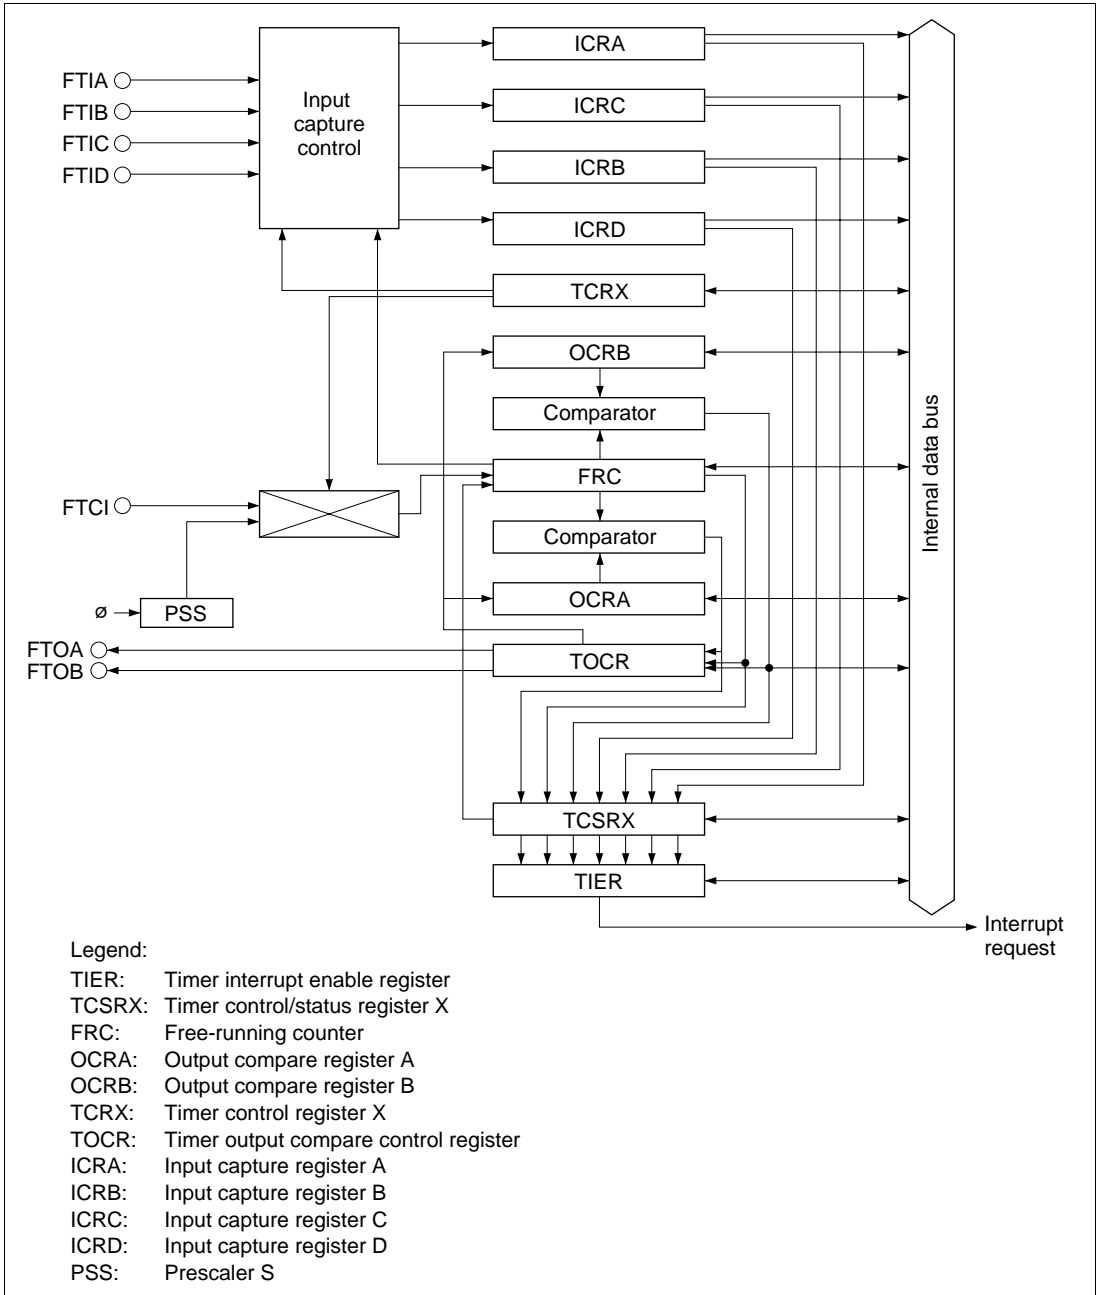 ICRA
FTIA
FTIB
FTIC
FTID
Input
capture
control
ICRC
ICRB
ICRD
TCRX
OCRB
Comparator
FRC
FTCI
Comparator
Internal data bus
ø
PSS
OCRA
FTOA
FTOB
TOCR
TCSRX
TIER
Interrupt
request
Legend:
TIER: Timer interrupt enable register
TCSRX: Timer control/status register X
FRC: Free-running counter
OCRA: Output compare register A
OCRB: Output compare register B
TCRX: Timer control register X
TOCR: Timer output compare control register
ICRA: Input capture register A
ICRB: Input capture register B
ICRC: Input capture register C
ICRD: Input capture register D
PSS: Prescaler S